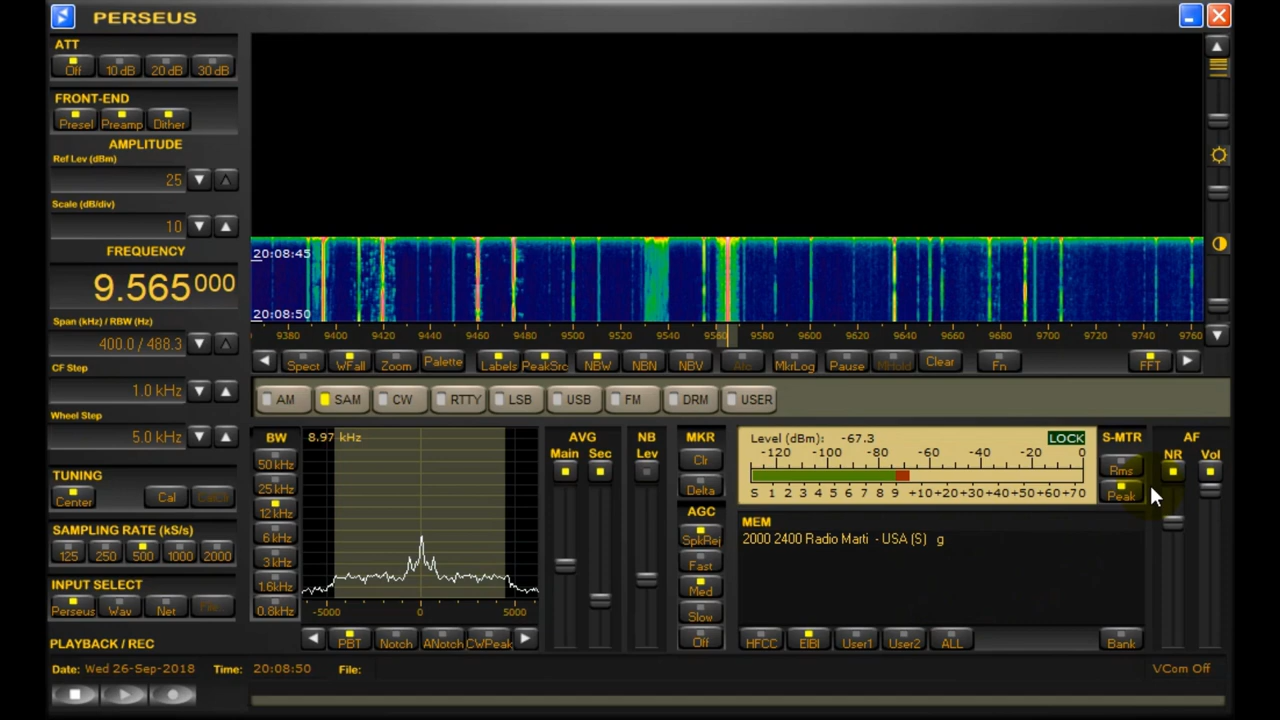 PERSEUS
ATT
Off 10 dB 20 dB 30 dB
FRONT-END
Presel Preamp Dither
AMPLITUDE
Ref Lev (dBm)
25
Scale (dB/div)
10
FREQUENCY
9.565000
Span (kHz) / RBW (Hz)
400.0 / 488.3
CF Step
1.0 kHz
Wheel Step
5.0 kHz
TUNING
Center Cal
SAMPLING RATE (kS/s)
125 250 500 1000 2000
INPUT SELECT
Perseus Wav Net
PLAYBACK / REC
20:08:45
20:08:50
9380 9400 9420 9440 9460 9480 9500 9520 9540 9560 9580 9600 9620 9640 9660 9680 9700 9720 9740 9760
Spect WFall Zoom Palette Labels PeakSrc NBW NBN NBV MkrLog Pause Clear Fn FFT
AM SAM CW RTTY LSB USB FM DRM USER
BW
50 kHz
25 kHz
12 kHz
6 kHz
3 kHz
1.6kHz
0.8kHz
8.97 kHz
-5000 0 5000
PBT Notch ANotch CWPeak
AVG
Main Sec
NB
Lev
MKR
Clr
Delta
AGC
SpkRej
Fast
Med
Slow
Off
Level (dBm): -67.3 LOCK
-120 -100 -80 -60 -40 -20 0
S 1 2 3 4 5 6 7 8 9 +10+20+30+40+50+60+70
S-MTR
Rms
Peak
AF
NR Vol
MEM
2000 2400 Radio Marti - USA (S) g
HFCC EIBI User1 User2 ALL Bank
Date: Wed 26-Sep-2018 Time: 20:08:50 File: VCom Off